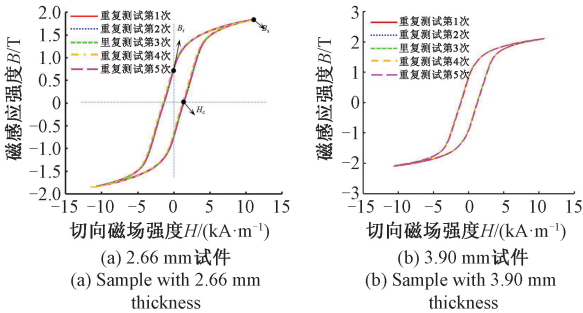 磁感应强度B/T
2.0
1.5
1.0
0.5
0
-0.5
-1.0
-1.5
-2.0
重复测试第1次
重复测试第2次
里复测试第3次
重复测试第4次
重复测试第5次
Br
Bs
Hc
-15 -10 -5 0 5 10 15
切向磁场强度H/(kA·m⁻¹)
(a) 2.66 mm试件
(a) Sample with 2.66 mm
thickness
磁感应强度B/T
3
2
1
0
-1
-2
-3
重复测试第1次
重复测试第2次
重复测试第3次
重复测试第4次
重复测试第5次
-15 -10 -5 0 5 10 15
切向磁场强度H/(kA·m⁻¹)
(b) 3.90 mm试件
(b) Sample with 3.90 mm
thickness